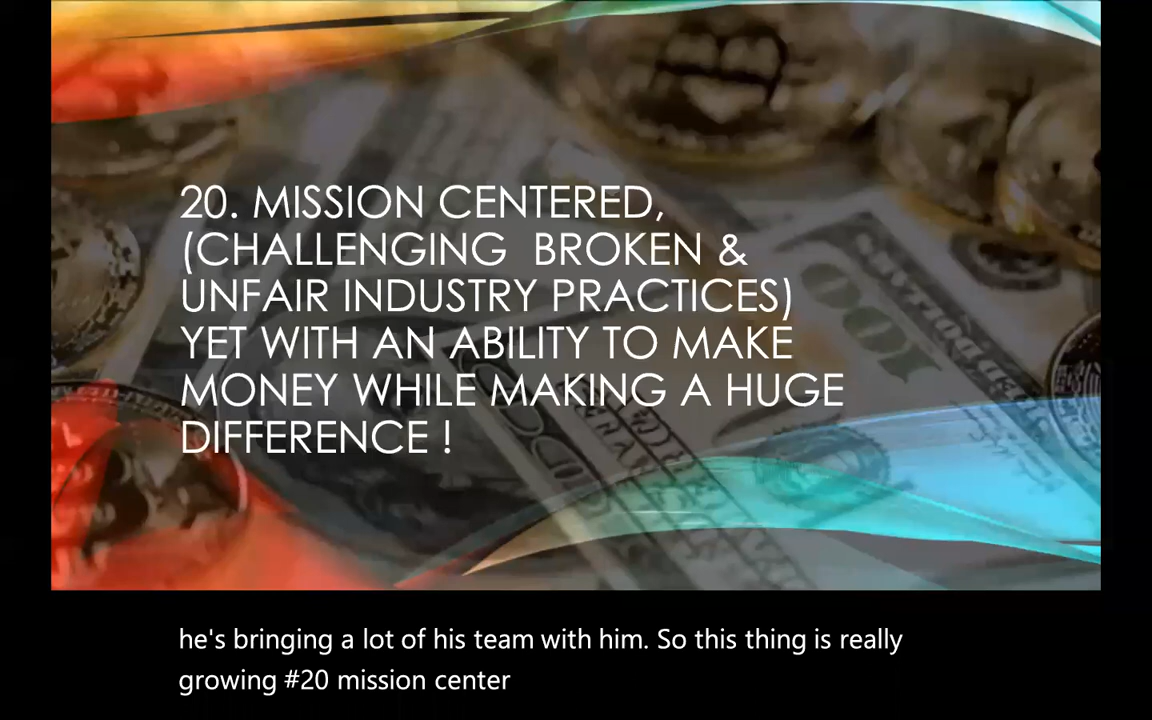 20. MISSION CENTERED,
(CHALLENGING  BROKEN &
UNFAIR INDUSTRY PRACTICES)
YET WITH AN ABILITY TO MAKE
MONEY WHILE MAKING A HUGE
DIFFERENCE !
100
he's bringing a lot of his team with him. So this thing is really
growing #20 mission center